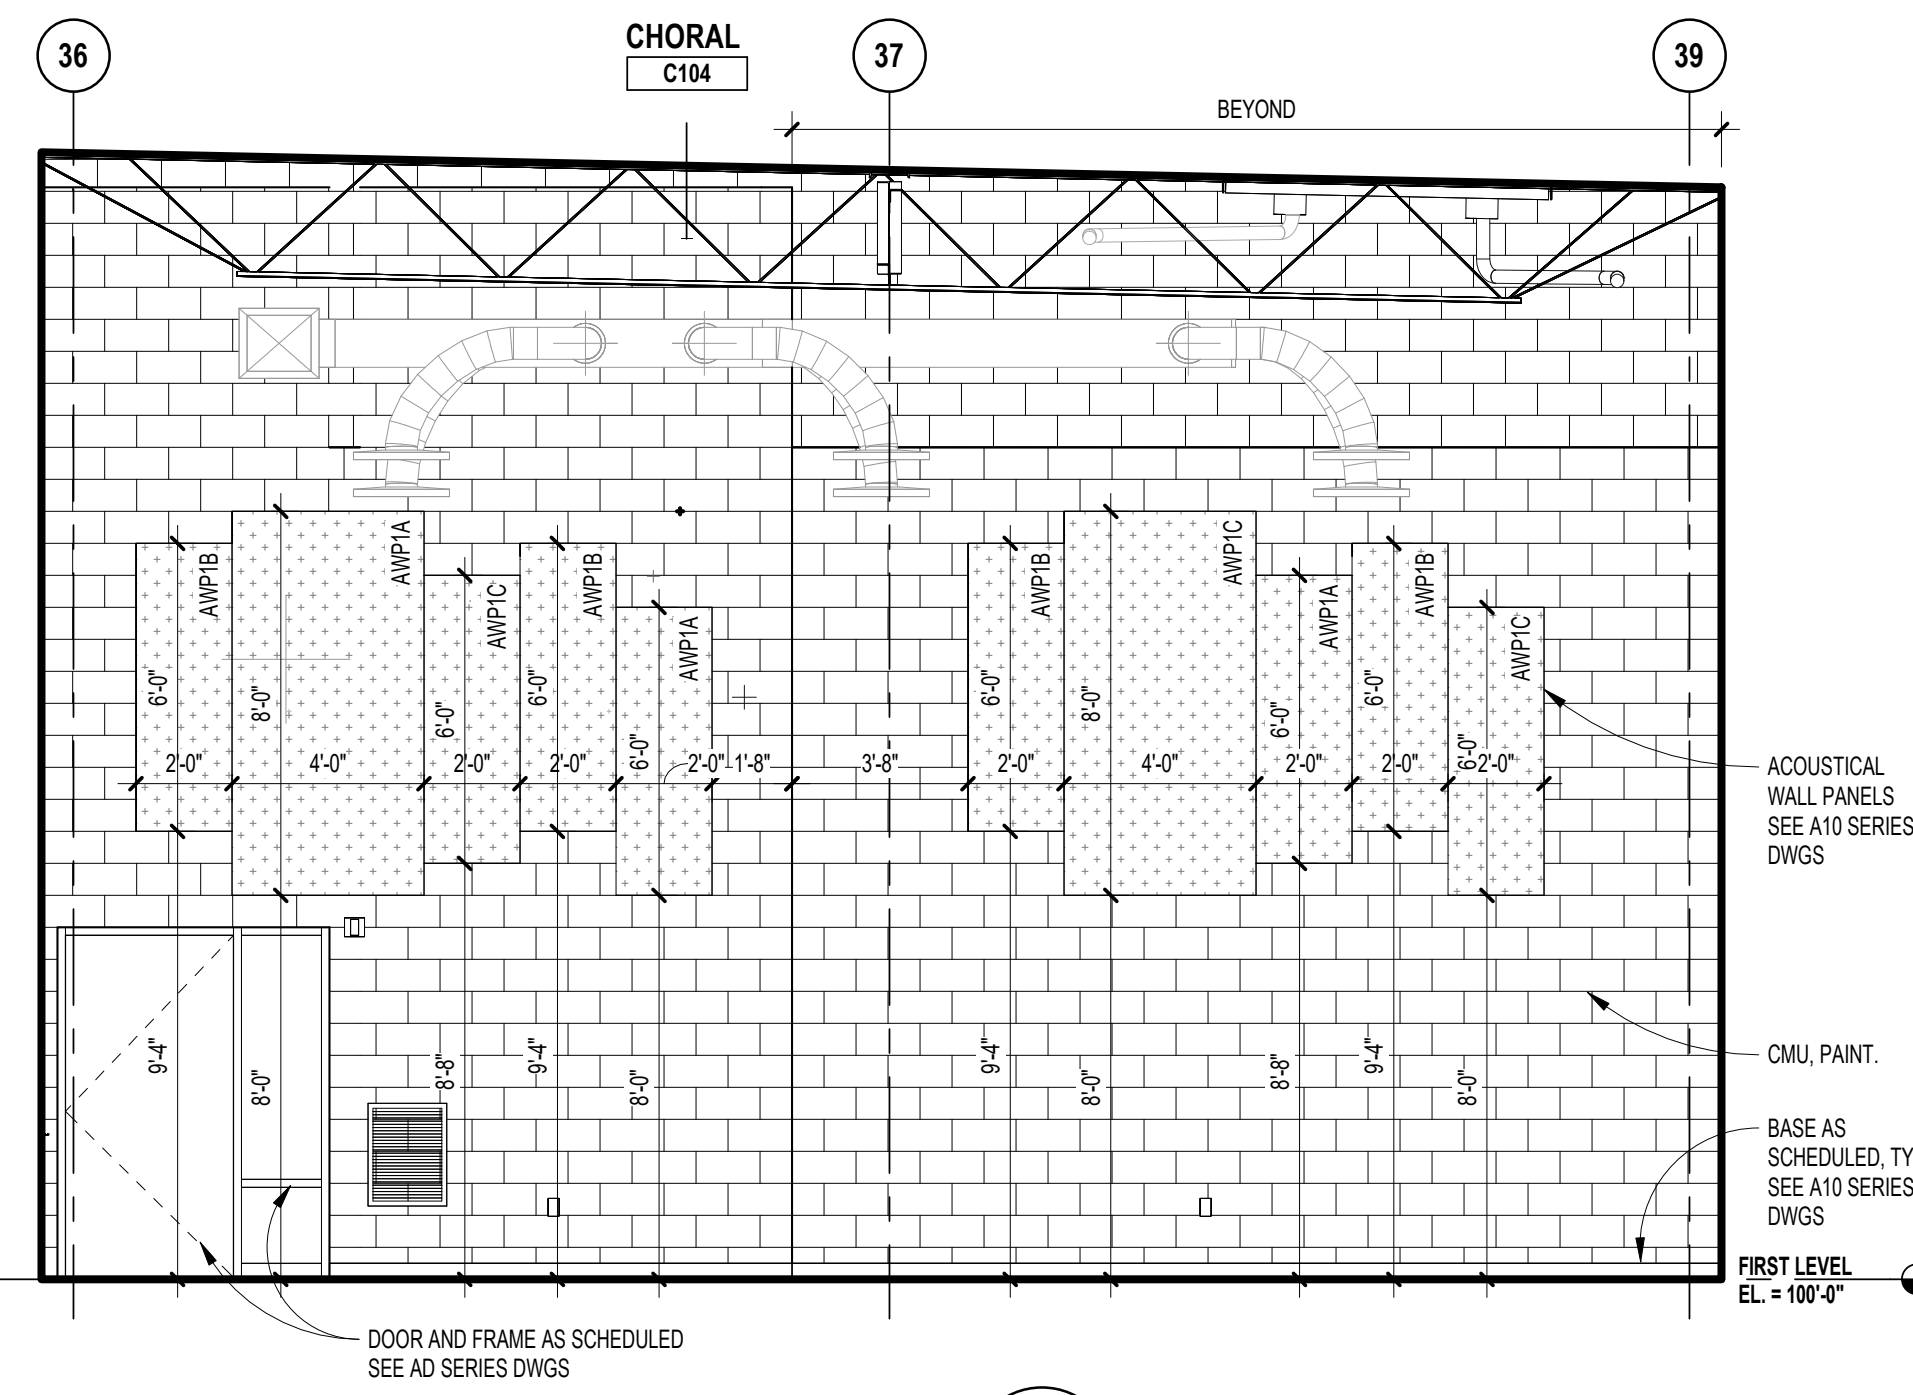 36
CHORAL
C104
37
39
BEYOND
AWP1B
AWP1A
AWP1C
AWP1B
AWP1A
AWP1B
AWP1C
AWP1A
AWP1B
AWP1C
6'-0"
8'-0"
6'-0"
6'-0"
6'-0"
6'-0"
8'-0"
6'-0"
6'-0"
6'-0"
2'-0"
4'-0"
2'-0"
2'-0"
2'-0"
1'-8"
3'-8"
2'-0"
4'-0"
2'-0"
2'-0"
2'-0"
ACOUSTICAL
WALL PANELS
SEE A10 SERIES
DWGS
9'-4"
8'-0"
8'-8"
9'-4"
8'-0"
9'-4"
8'-0"
8'-8"
9'-4"
8'-0"
CMU, PAINT.
BASE AS
SCHEDULED, TY
SEE A10 SERIES
DWGS
FIRST LEVEL
EL. = 100'-0"
DOOR AND FRAME AS SCHEDULED
SEE AD SERIES DWGS